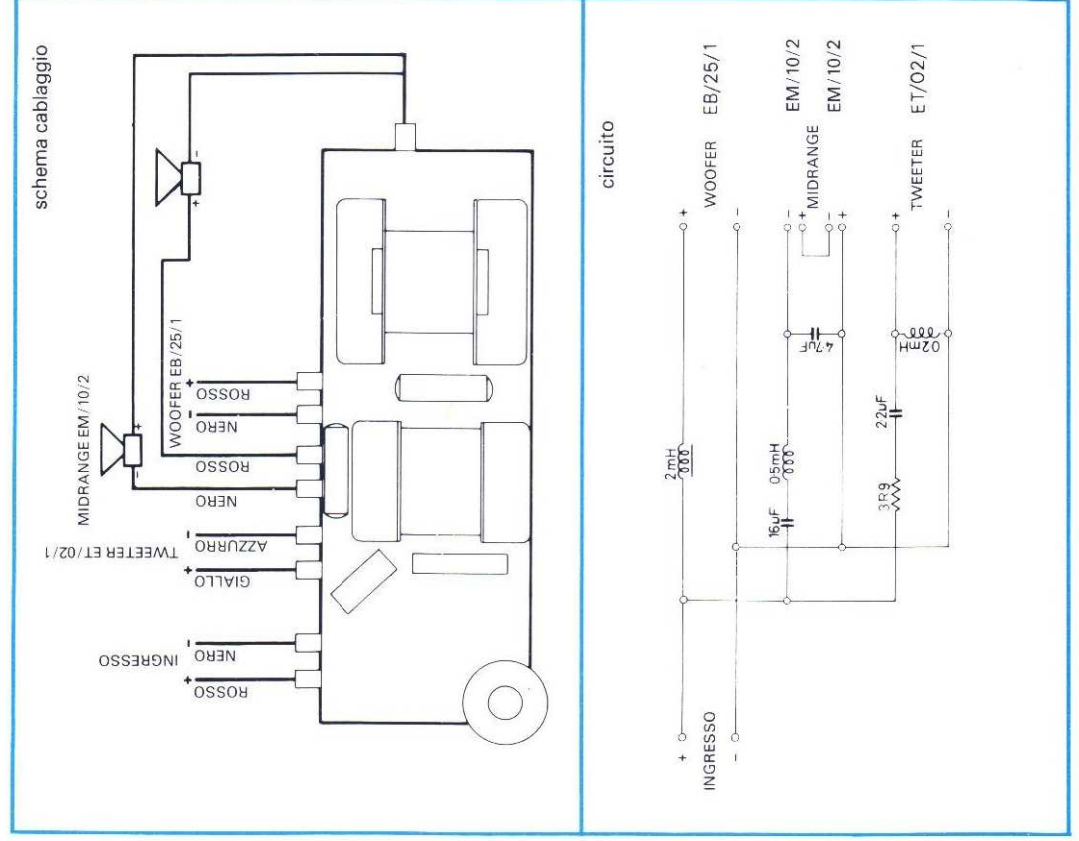 schema cablaggio
MIDRANGE EM/10/2
+
-
WOOFER EB/25/1
-
+
+
ROSSO
-
NERO
ROSSO
NERO
TWEETER ET/02/1
-
AZZURRO
+
GIALLO
INGRESSO
-
NERO
+
ROSSO
circuito
INGRESSO
+
-
2mH
+
WOOFER EB/25/1
-
16µF
0·5mH
4·7µF
-
EM/10/2
+
MIDRANGE
-
EM/10/2
+
3R9
2·2µF
0·2mH
+
TWEETER ET/02/1
-